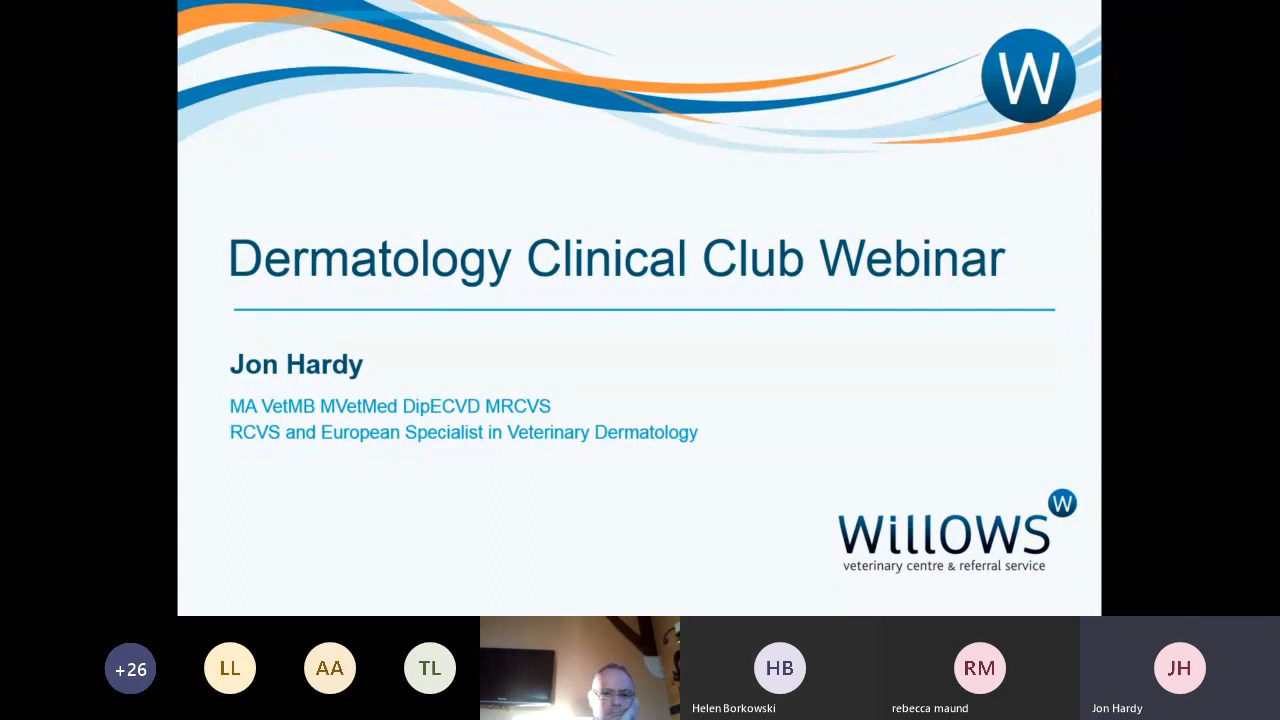 W
Dermatology Clinical Club Webinar
Jon Hardy
MA VetMB MVetMed DipECVD MRCVS
RCVS and European Specialist in Veterinary Dermatology
W
Willows
veterinary centre & referral service
+26
LL
AA
TL
HB
Helen Borkowski
RM
rebecca maund
JH
Jon Hardy